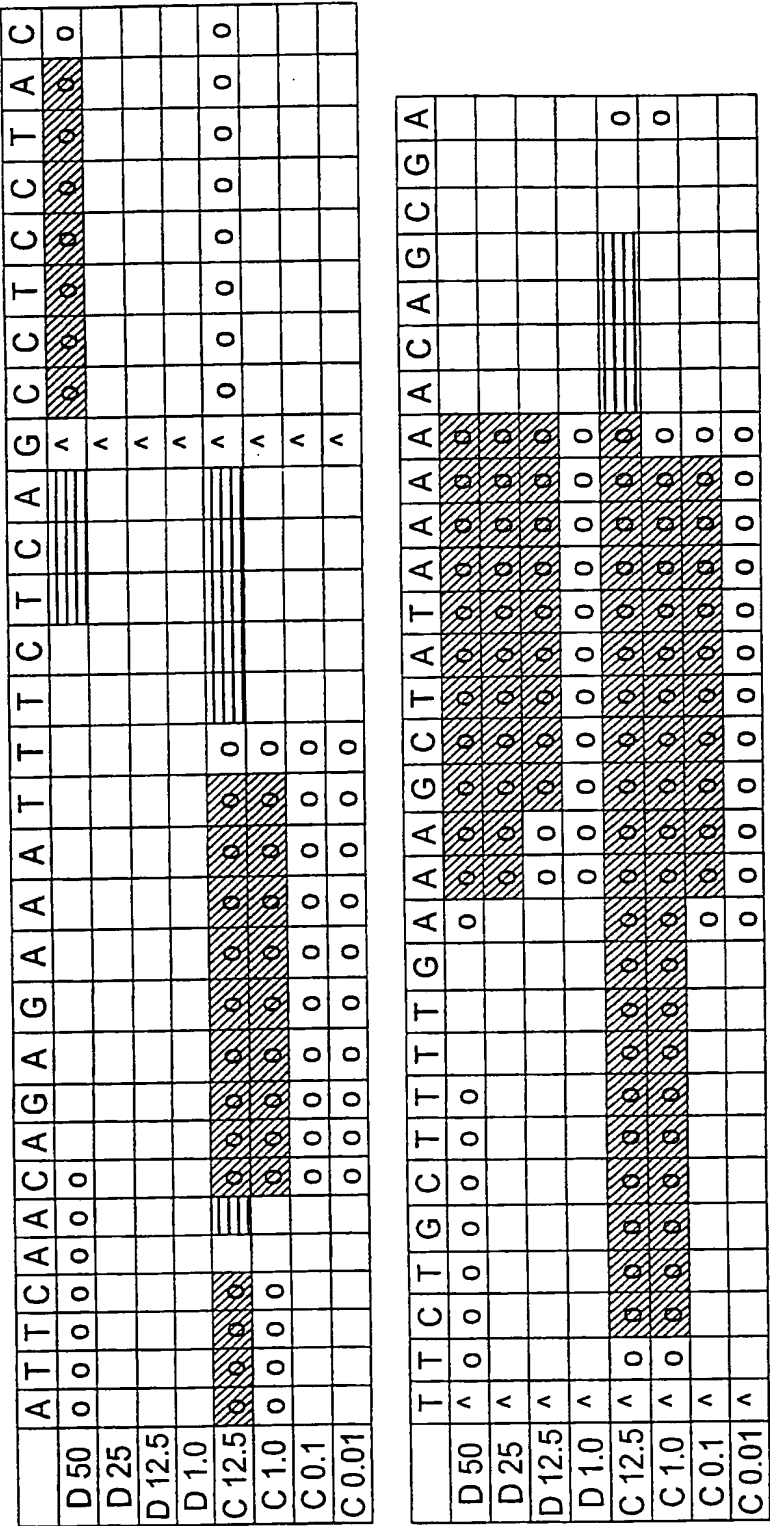 A T T C A A C A G A G A A A T T T C T C A G C C T C C T A C
D 50 o o o o o o o ^ o o o o o o o o
D 25 ^
D 12.5 ^
D 1.0 ^
C 12.5 o o o o o o o o o o o o o o ^ o o o o o o o o
C 1.0 o o o o o o o o o o o o o o ^
C 0.1 o o o o o o o o o o ^
C 0.01 o o o o o o o o o o ^
T T C T G C T T T T G A A A G C T A T A A A A A C A G C G A
D 50 ^ o o o o o o o o o o o o o o o o o o o
D 25 ^ o o o o o o o o o o o
D 12.5 ^ o o o o o o o o o o o
D 1.0 ^ o o o o o o o o o o o
C 12.5 ^ o o o o o o o o o o o o o o o o o o o o o o o
C 1.0 ^ o o o o o o o o o o o o o o o o o o o o o o o
C 0.1 ^ o o o o o o o o o o o o
C 0.01 ^ o o o o o o o o o o o o